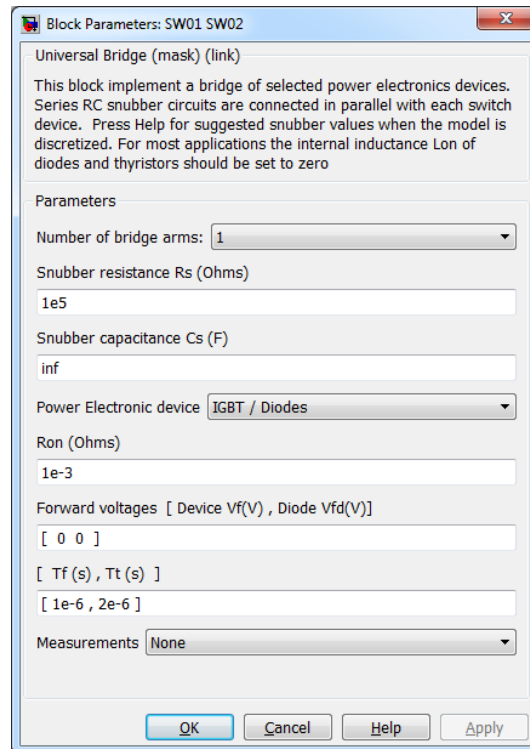 Block Parameters: SW01 SW02
x
Universal Bridge (mask) (link)
This block implement a bridge of selected power electronics devices.
Series RC snubber circuits are connected in parallel with each switch
device.  Press Help for suggested snubber values when the model is
discretized. For most applications the internal inductance Lon of
diodes and thyristors should be set to zero
Parameters
Number of bridge arms: 1
Snubber resistance Rs (Ohms)
1e5
Snubber capacitance Cs (F)
inf
Power Electronic device IGBT / Diodes
Ron (Ohms)
1e-3
Forward voltages  [ Device Vf(V) , Diode Vfd(V)]
[ 0  0 ]
[  Tf (s) , Tt (s)  ]
[ 1e-6 , 2e-6 ]
Measurements None
OK Cancel Help Apply